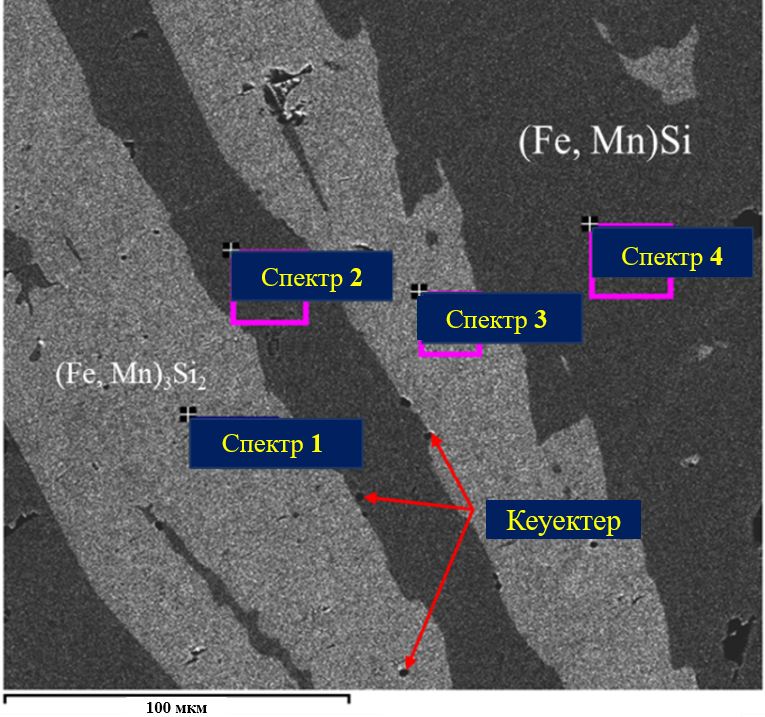 (Fe, Mn)Si
Спектр 4
Спектр 2
Спектр 3
(Fe, Mn)₃Si₂
Спектр 1
Кеуектер
100 мкм